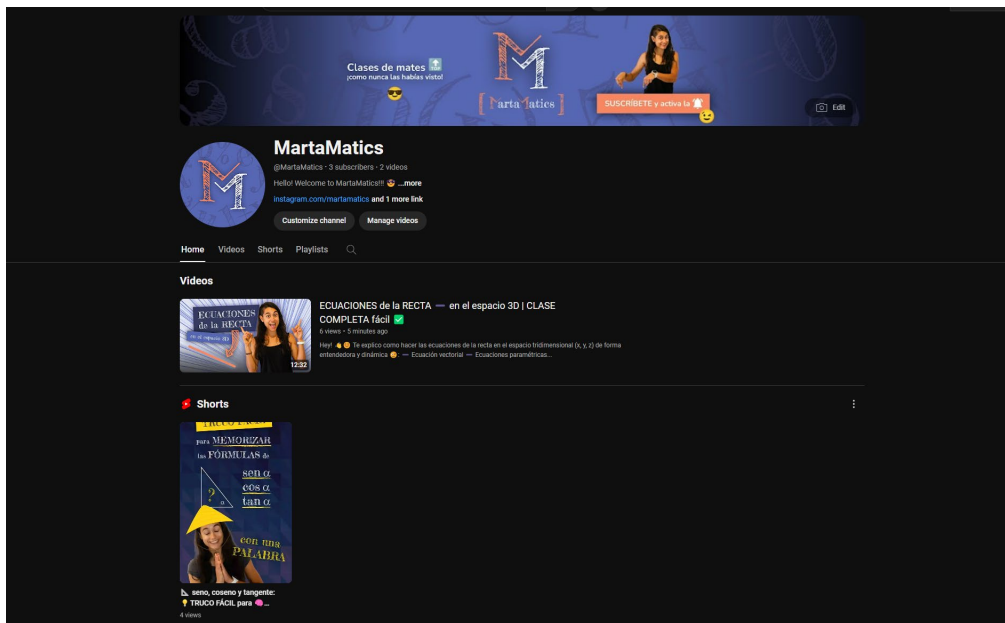 Clases de mates 🔝
¡como nunca las habías visto!
😎
M
[MartaMatics]
SUSCRÍBETE y activa la
Edit
MartaMatics
@MartaMatics • 3 subscribers • 2 videos
Hello! Welcome to MartaMatics!!! 😎 ...more
instagram.com/martamatics and 1 more link
Customize channel Manage videos
Home Videos Shorts Playlists
Videos
ECUACIONES
de la RECTA
en el espacio 3D
12:32
ECUACIONES de la RECTA ➖ en el espacio 3D | CLASE
COMPLETA fácil ✅
6 views • 5 minutes ago
Hey! 👋 😊 Te explico como hacer las ecuaciones de la recta en el espacio tridimensional (x, y, z) de forma
entendedora y dinámica 😉: ➖ Ecuación vectorial ➖ Ecuaciones paramétricas...
Shorts
TRUCO FÁCIL
para MEMORIZAR
las FÓRMULAS de
sen α
cos α
tan α
? α
con una
PALABRA
📐 seno, coseno y tangente:
💡 TRUCO FÁCIL para 🧠...
4 views